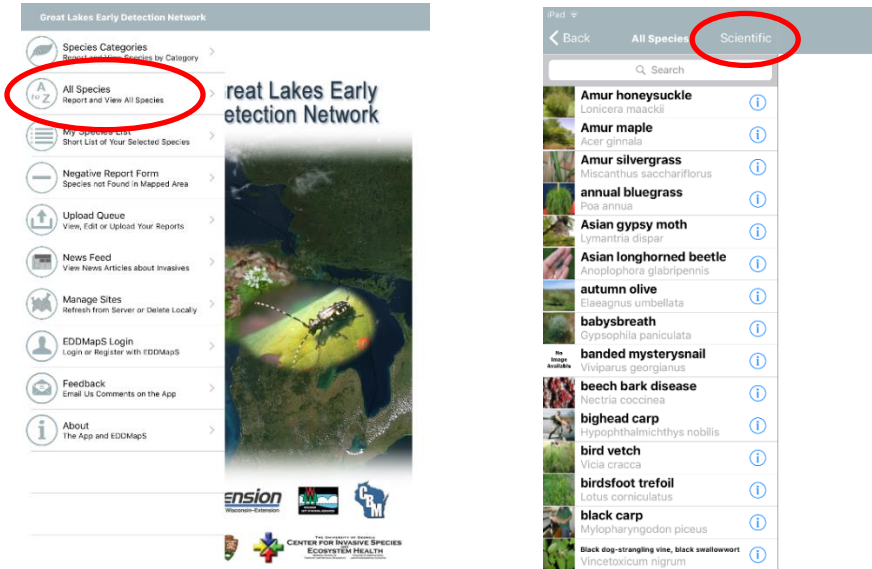 Great Lakes Early Detection Network
Species Categories
Report and View Species by Category
All Species
Report and View All Species
My Species List
Short List of Your Selected Species
Negative Report Form
Species not Found in Mapped Area
Upload Queue
View, Edit or Upload Your Reports
News Feed
View News Articles about Invasives
Manage Sites
Refresh from Server or Delete Locally
EDDMapS Login
Login or Register with EDDMapS
Feedback
Email Us Comments on the App
About
The App and EDDMapS
A
to Z
reat Lakes Early
etection Network
ension
Wisconsin-Extension
CBM
THE UNIVERSITY OF GEORGIA
CENTER FOR INVASIVE SPECIES
AND
ECOSYSTEM HEALTH
iPad
Back
All Species
Scientific
Search
Amur honeysuckle
Lonicera maackii
Amur maple
Acer ginnala
Amur silvergrass
Miscanthus sacchariflorus
annual bluegrass
Poa annua
Asian gypsy moth
Lymantria dispar
Asian longhorned beetle
Anoplophora glabripennis
autumn olive
Elaeagnus umbellata
babysbreath
Gypsophila paniculata
No
Image
Available
banded mysterysnail
Viviparus georgianus
beech bark disease
Nectria coccinea
bighead carp
Hypophthalmichthys nobilis
bird vetch
Vicia cracca
birdsfoot trefoil
Lotus corniculatus
black carp
Mylopharyngodon piceus
Black dog-strangling vine, black swallowwort
Vincetoxicum nigrum